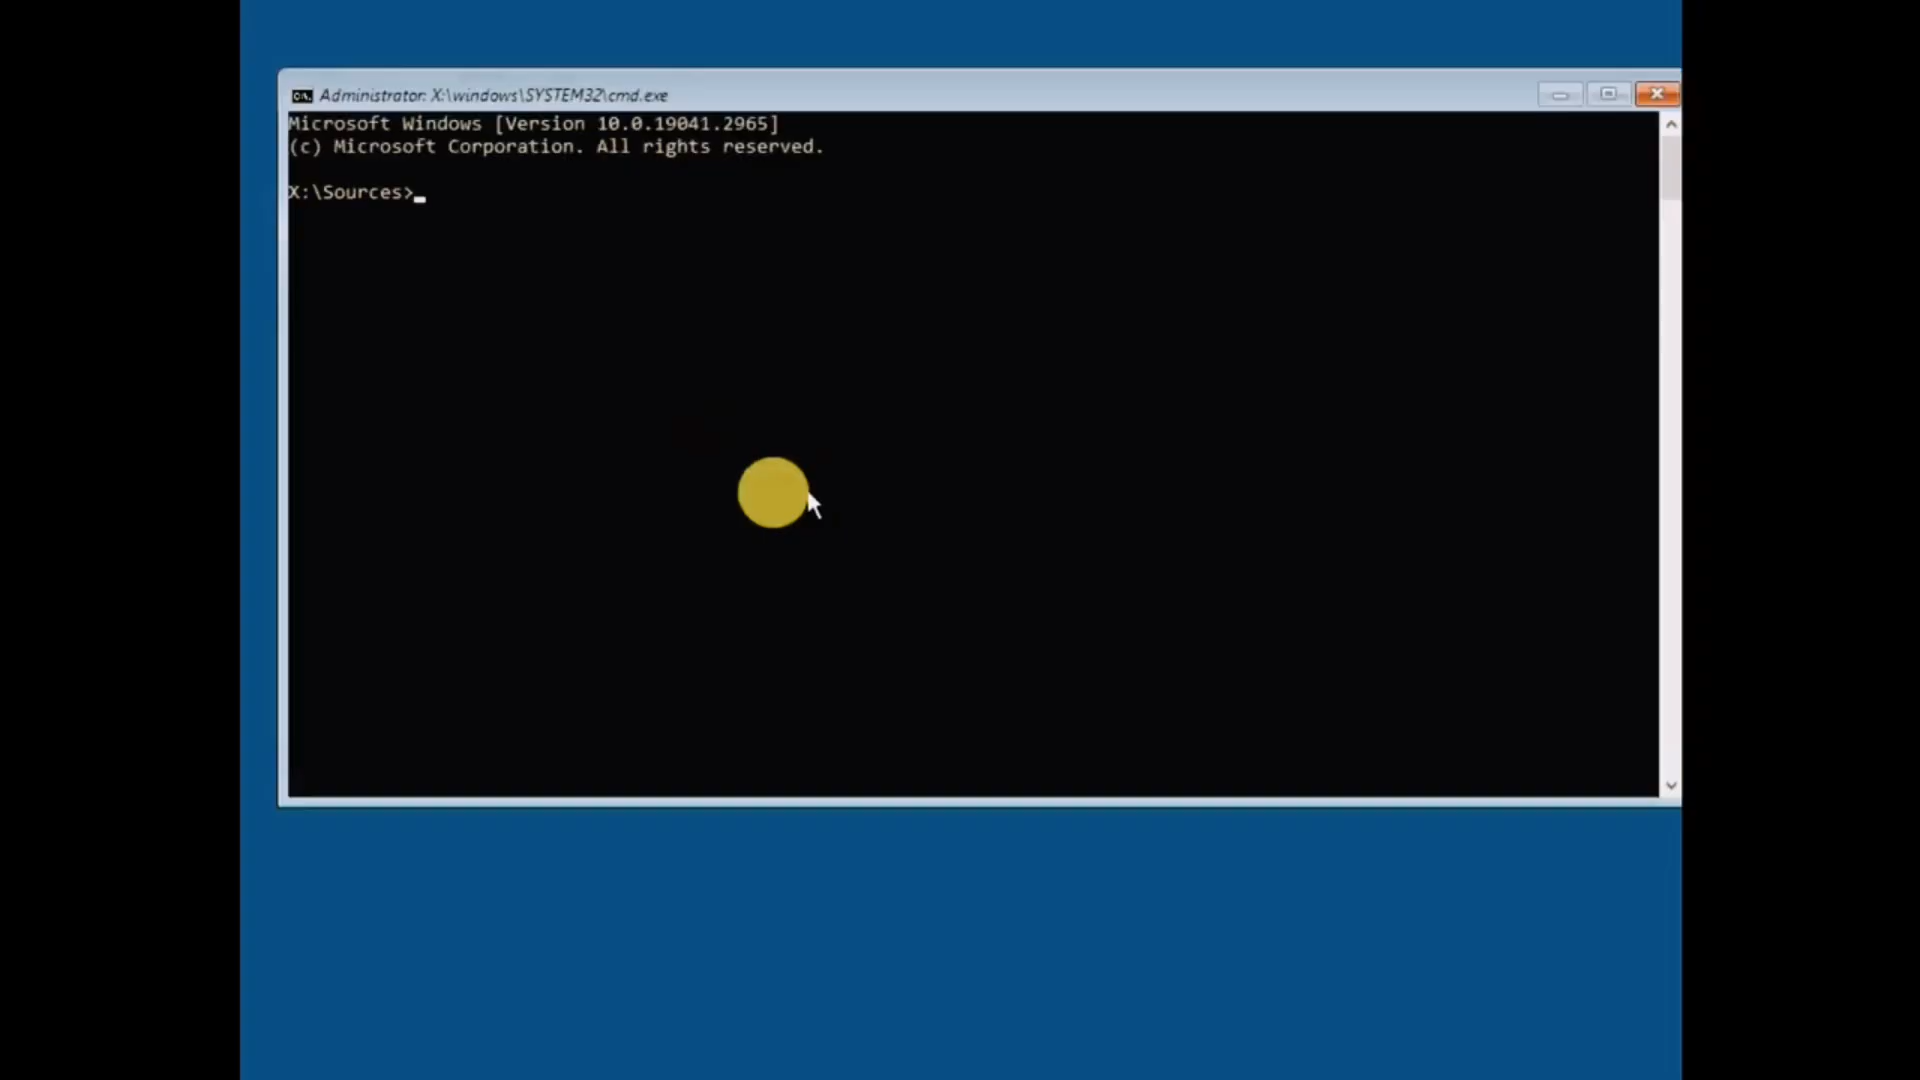 Administrator: X:\windows\SYSTEM32\cmd.exe
Microsoft Windows [Version 10.0.19041.2965]
(c) Microsoft Corporation. All rights reserved.
X:\Sources>